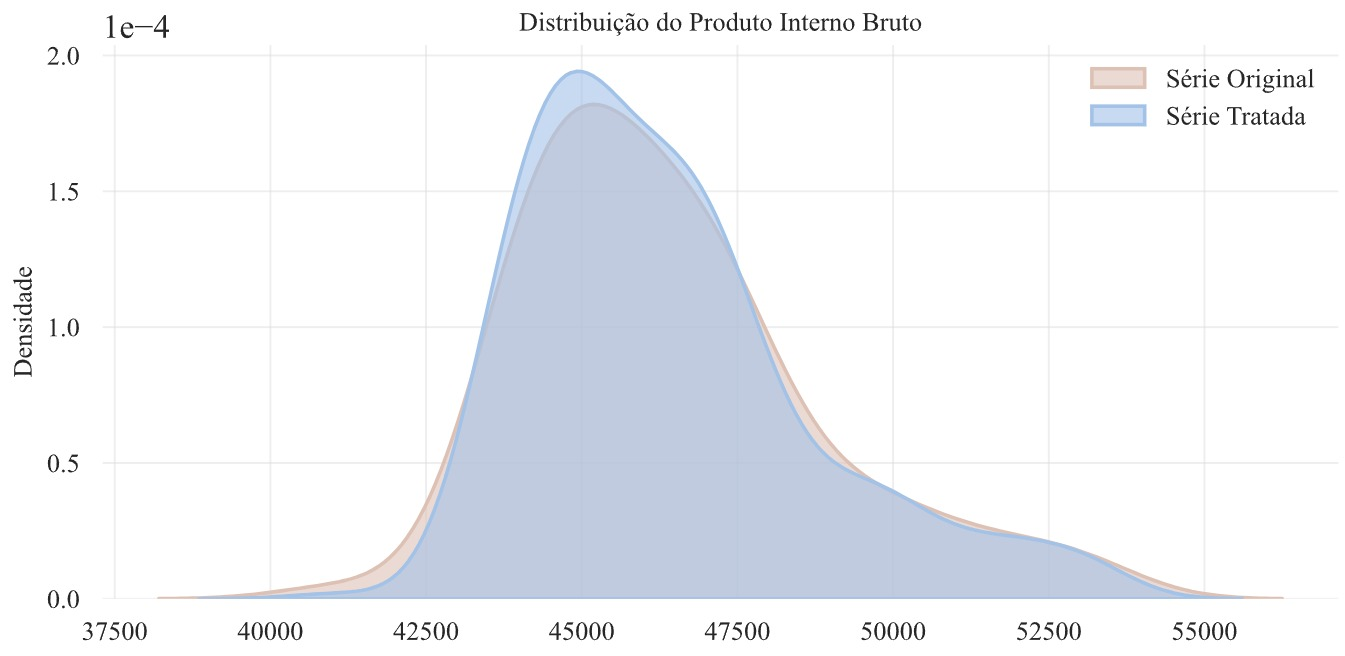 Distribuição do Produto Interno Bruto
1e−4
2.0
1.5
1.0
0.5
0.0
Densidade
Série Original
Série Tratada
37500 40000 42500 45000 47500 50000 52500 55000